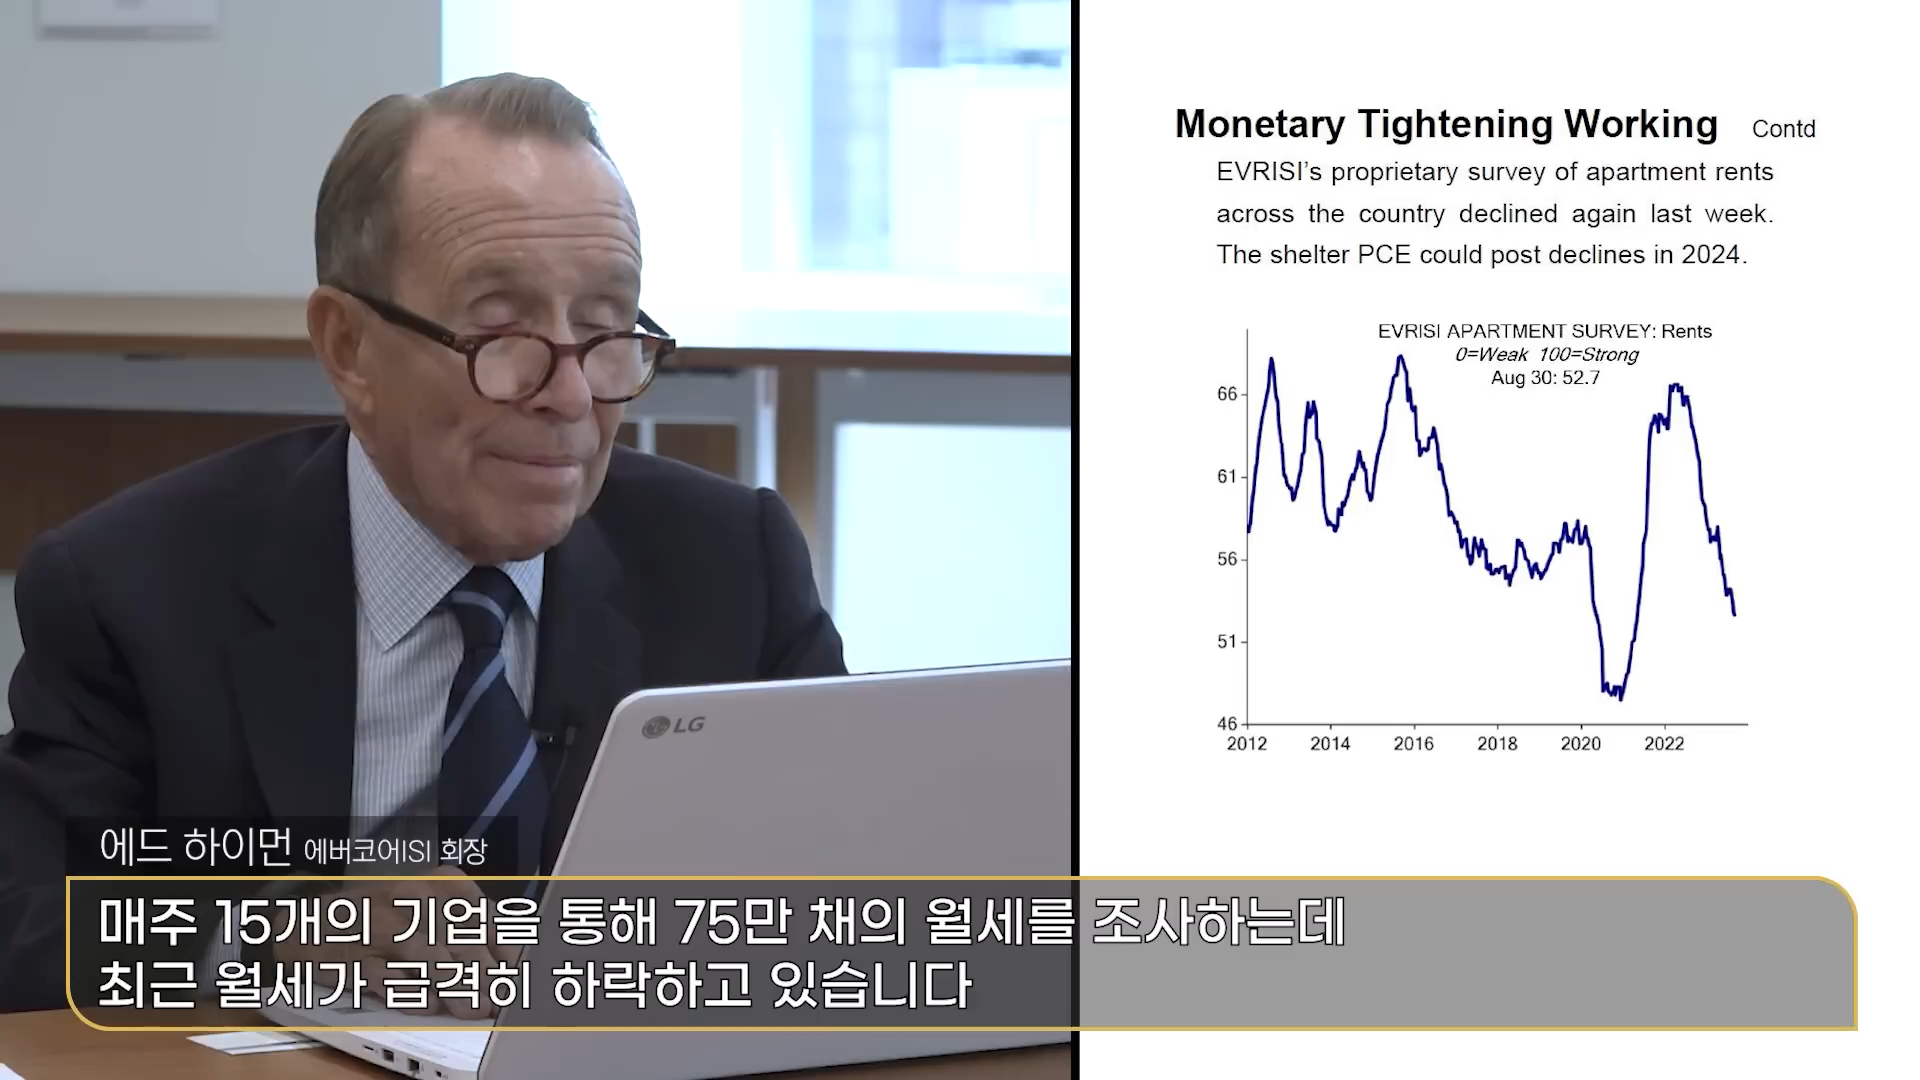 Monetary Tightening Working Contd
EVRISI's proprietary survey of apartment rents
across the country declined again last week.
The shelter PCE could post declines in 2024.
EVRISI APARTMENT SURVEY: Rents
0=Weak 100=Strong
Aug 30: 52.7
66
61
56
51
46
2012 2014 2016 2018 2020 2022
LG
에드 하이먼 에버코어ISI 회장
매주 15개의 기업을 통해 75만 채의 월세를 조사하는데
최근 월세가 급격히 하락하고 있습니다